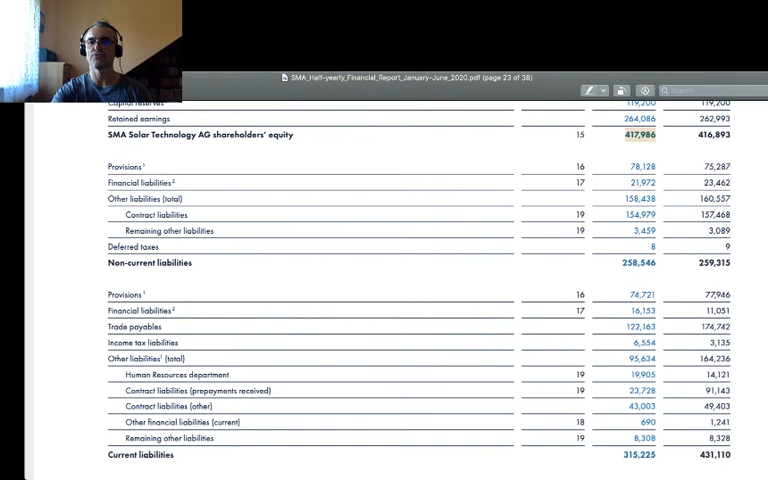 SMA_Half-yearly_Financial_Report_January-June_2020.pdf (page 23 of 38)
Search
Capital reserves 119,200 119,200
Retained earnings 264,086 262,993
SMA Solar Technology AG shareholders' equity 15 417,986 416,893
Provisions¹ 16 78,128 75,287
Financial liabilities² 17 21,972 23,462
Other liabilities (total) 158,438 160,557
Contract liabilities 19 154,979 157,468
Remaining other liabilities 19 3,459 3,089
Deferred taxes 8 9
Non-current liabilities 258,546 259,315
Provisions¹ 16 74,721 77,946
Financial liabilities² 17 16,153 11,051
Trade payables 122,163 174,742
Income tax liabilities 6,554 3,135
Other liabilities¹ (total) 95,634 164,236
Human Resources department 19 19,905 14,121
Contract liabilities (prepayments received) 19 23,728 91,143
Contract liabilities (other) 43,003 49,403
Other financial liabilities (current) 18 690 1,241
Remaining other liabilities 19 8,308 8,328
Current liabilities 315,225 431,110